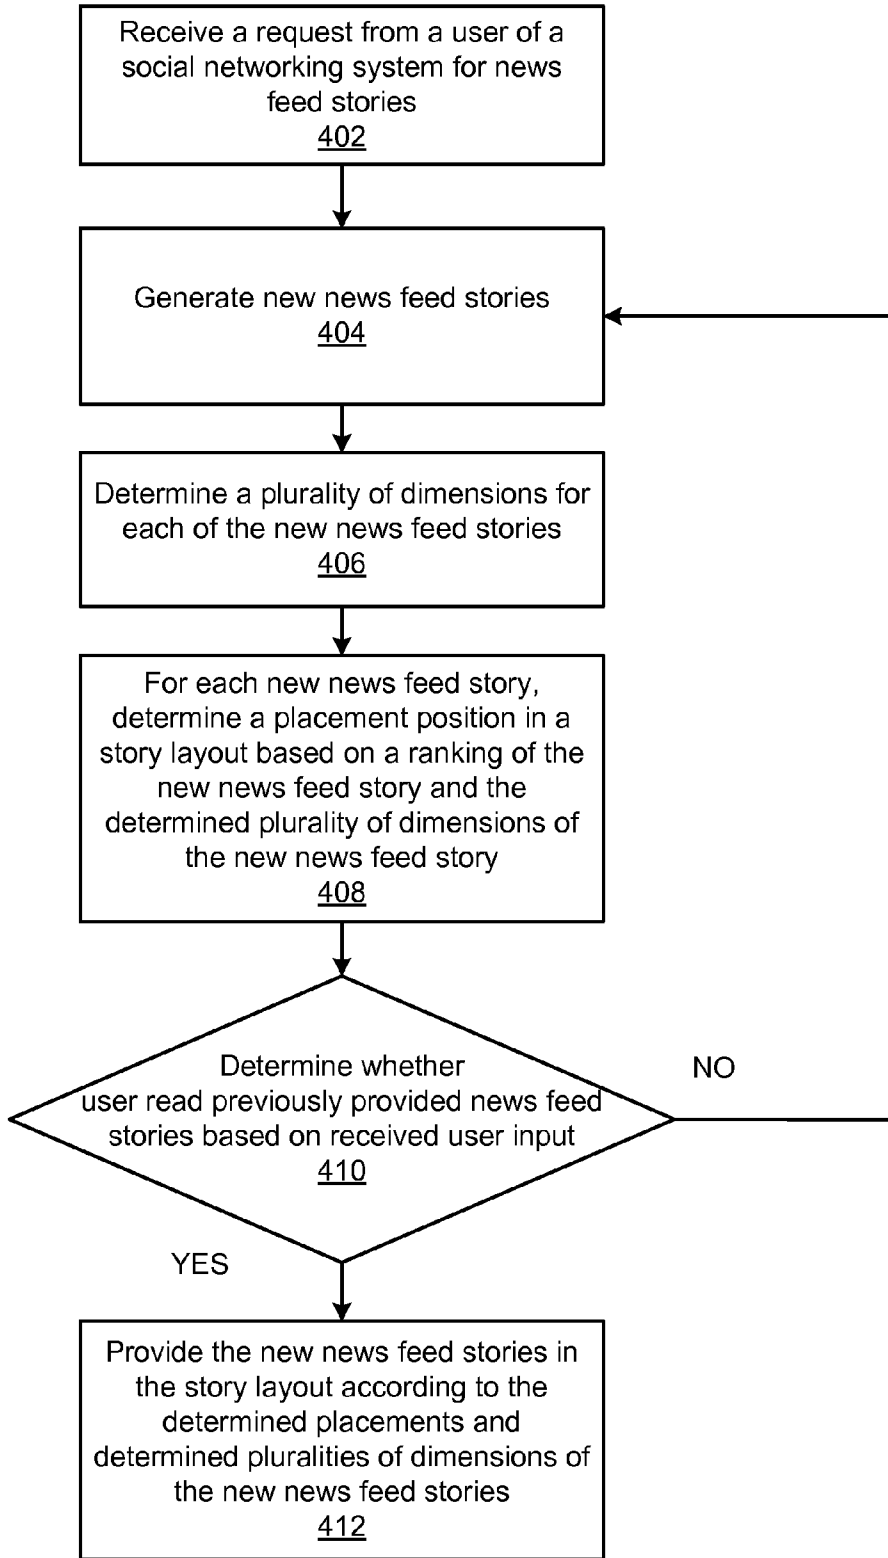 Receive a request from a user of a
social networking system for news
feed stories
402
Generate new news feed stories
404
Determine a plurality of dimensions for
each of the new news feed stories
406
For each new news feed story,
determine a placement position in a
story layout based on a ranking of the
new news feed story and the
determined plurality of dimensions of
the new news feed story
408
Determine whether
user read previously provided news feed
stories based on received user input
410
NO
YES
Provide the new news feed stories in
the story layout according to the
determined placements and
determined pluralities of dimensions of
the new news feed stories
412